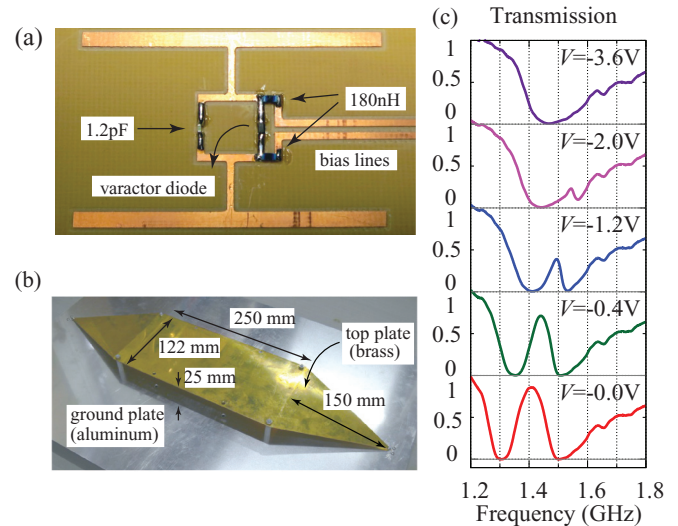 (a)
1.2pF
180nH
bias lines
varactor diode
(b)
250 mm
122 mm
25 mm
top plate
(brass)
150 mm
ground plate
(aluminum)
(c)
Transmission
1
0.5
0
V=-3.6V
1
0.5
0
V=-2.0V
1
0.5
0
V=-1.2V
1
0.5
0
V=-0.4V
1
0.5
0
V=-0.0V
1.2 1.4 1.6 1.8
Frequency (GHz)